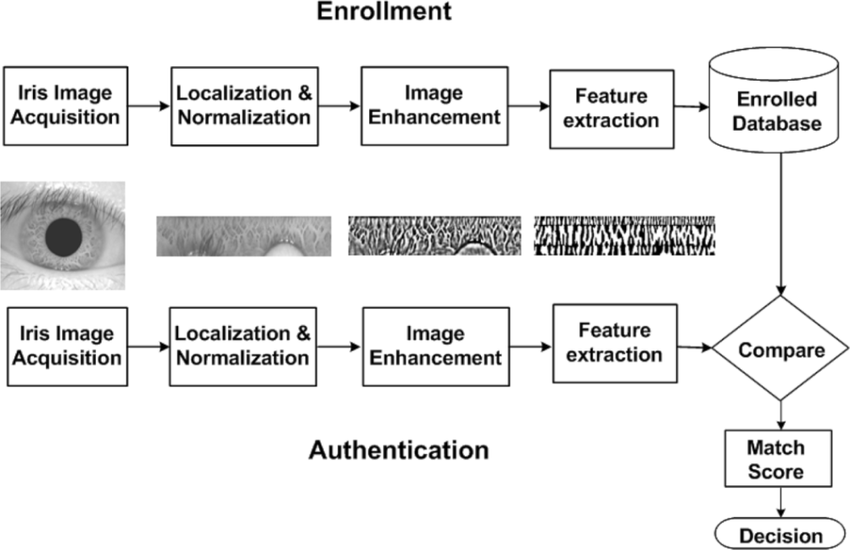 Enrollment
Iris Image
Acquisition
Localization &
Normalization
Image
Enhancement
Feature
extraction
Enrolled
Database
Iris Image
Acquisition
Localization &
Normalization
Image
Enhancement
Feature
extraction
Compare
Authentication
Match
Score
Decision